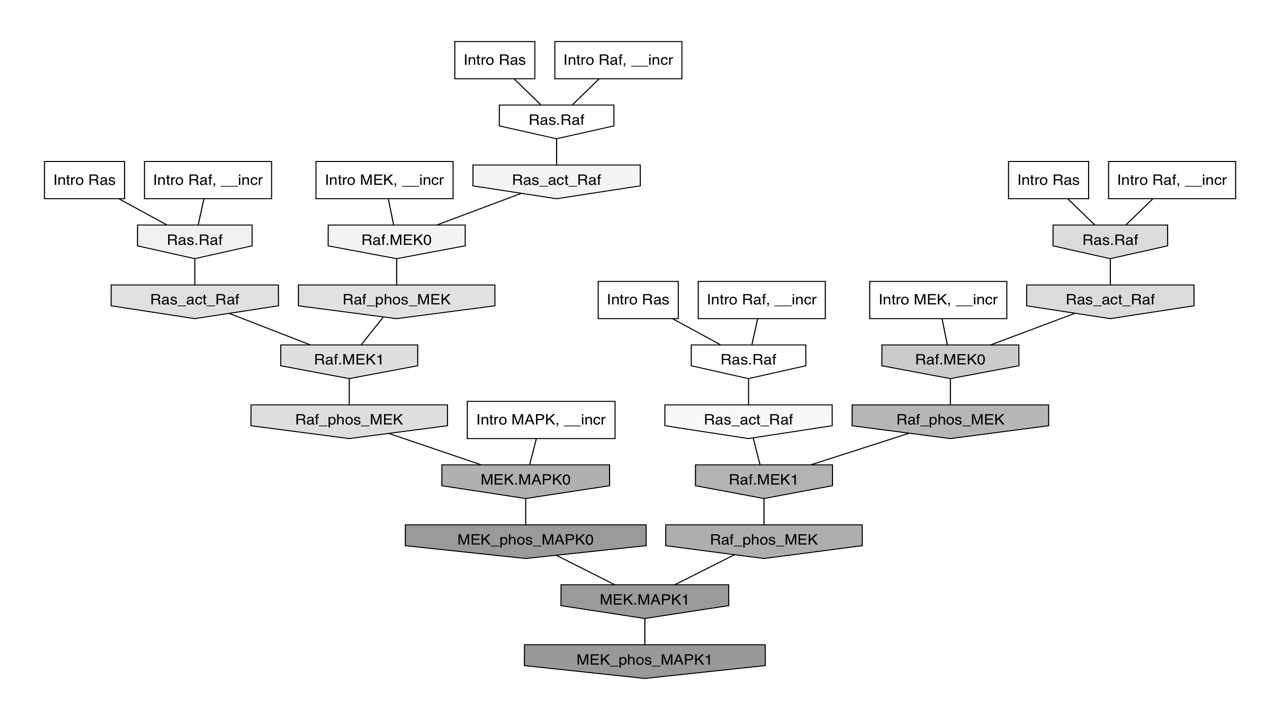 Intro Ras
Intro Raf, __incr
Ras.Raf
Intro Ras
Intro Raf, __incr
Intro MEK, __incr
Ras_act_Raf
Intro Ras
Intro Raf, __incr
Ras.Raf
Raf.MEK0
Ras.Raf
Ras_act_Raf
Raf_phos_MEK
Intro Ras
Intro Raf, __incr
Intro MEK, __incr
Ras_act_Raf
Raf.MEK1
Ras.Raf
Raf.MEK0
Raf_phos_MEK
Intro MAPK, __incr
Ras_act_Raf
Raf_phos_MEK
MEK.MAPK0
Raf.MEK1
MEK_phos_MAPK0
Raf_phos_MEK
MEK.MAPK1
MEK_phos_MAPK1